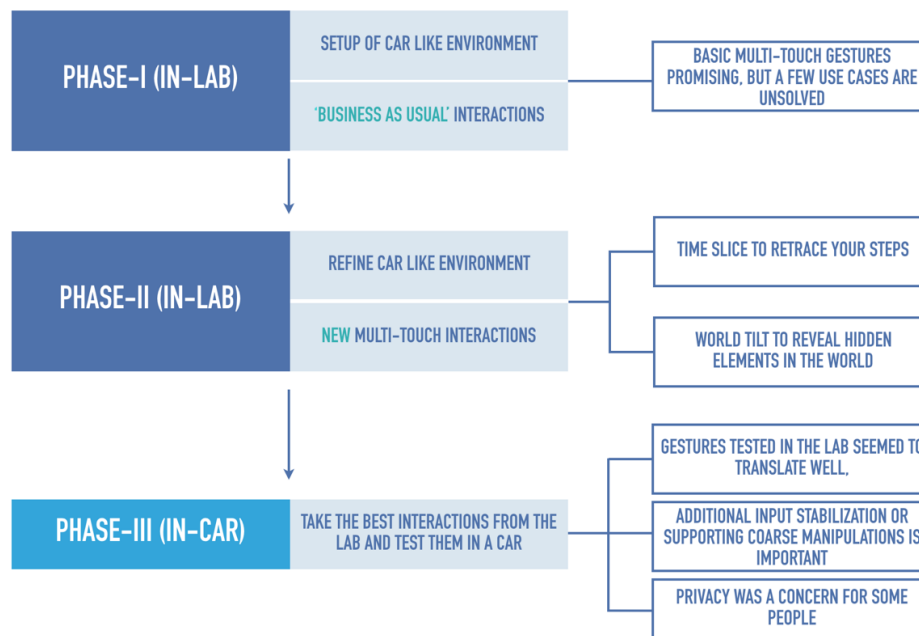 PHASE-I (IN-LAB)
SETUP OF CAR LIKE ENVIRONMENT
'BUSINESS AS USUAL' INTERACTIONS
BASIC MULTI-TOUCH GESTURES
PROMISING, BUT A FEW USE CASES ARE
UNSOLVED
PHASE-II (IN-LAB)
REFINE CAR LIKE ENVIRONMENT
NEW MULTI-TOUCH INTERACTIONS
TIME SLICE TO RETRACE YOUR STEPS
WORLD TILT TO REVEAL HIDDEN
ELEMENTS IN THE WORLD
PHASE-III (IN-CAR)
TAKE THE BEST INTERACTIONS FROM THE
LAB AND TEST THEM IN A CAR
GESTURES TESTED IN THE LAB SEEMED TO
TRANSLATE WELL,
ADDITIONAL INPUT STABILIZATION OR
SUPPORTING COARSE MANIPULATIONS IS
IMPORTANT
PRIVACY WAS A CONCERN FOR SOME
PEOPLE